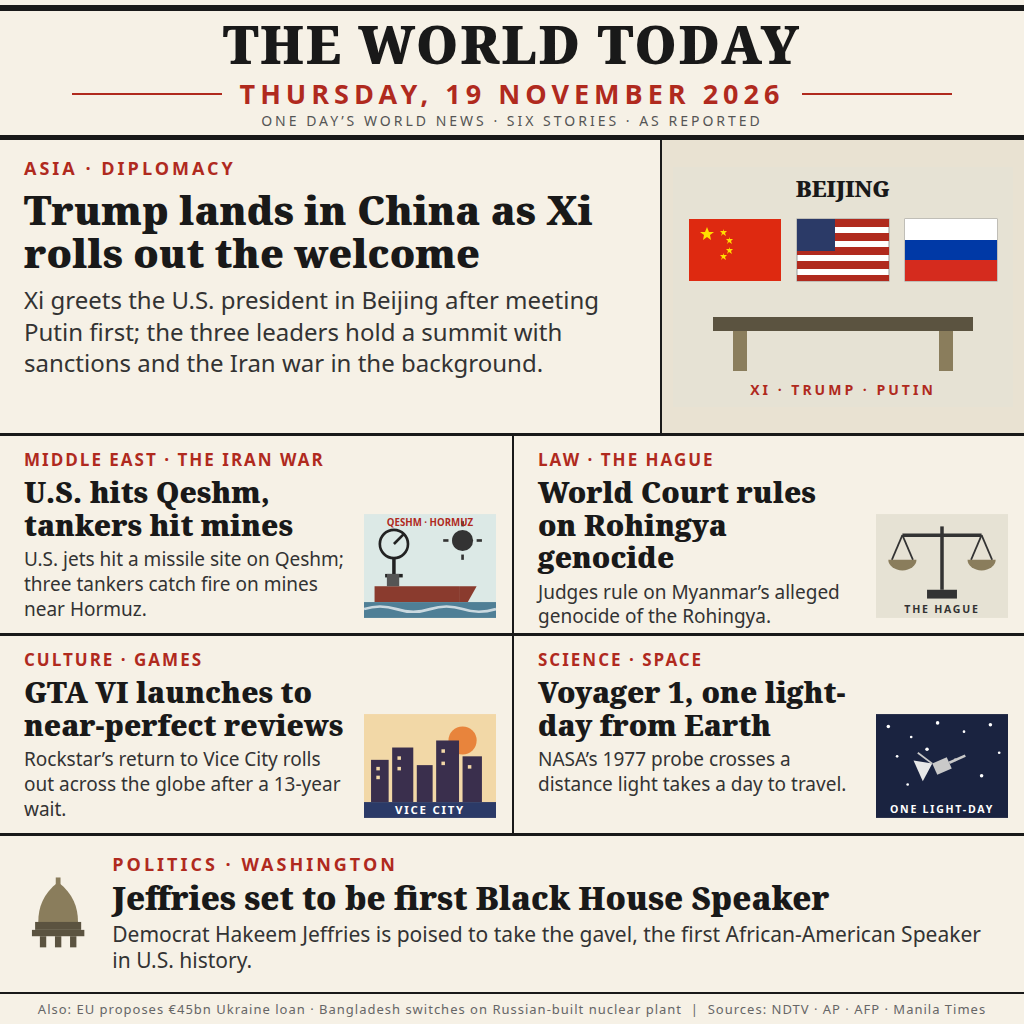 THE WORLD TODAY
THURSDAY, 19 NOVEMBER 2026
ONE DAY’S WORLD NEWS · SIX STORIES · AS REPORTED
ASIA · DIPLOMACY
Trump lands in China as Xi
rolls out the welcome
Xi greets the U.S. president in Beijing after meeting
Putin first; the three leaders hold a summit with
sanctions and the Iran war in the background.
BEIJING
XI · TRUMP · PUTIN
MIDDLE EAST · THE IRAN WAR
U.S. hits Qeshm,
tankers hit mines
U.S. jets hit a missile site on Qeshm;
three tankers catch fire on mines
near Hormuz.
QESHM · HORMUZ
LAW · THE HAGUE
World Court rules
on Rohingya
genocide
Judges rule on Myanmar’s alleged
genocide of the Rohingya.
THE HAGUE
CULTURE · GAMES
GTA VI launches to
near-perfect reviews
Rockstar’s return to Vice City rolls
out across the globe after a 13-year
wait.
VICE CITY
SCIENCE · SPACE
Voyager 1, one light-
day from Earth
NASA’s 1977 probe crosses a
distance light takes a day to travel.
ONE LIGHT-DAY
POLITICS · WASHINGTON
Jeffries set to be first Black House Speaker
Democrat Hakeem Jeffries is poised to take the gavel, the first African-American Speaker
in U.S. history.
Also: EU proposes €45bn Ukraine loan · Bangladesh switches on Russian-built nuclear plant | Sources: NDTV · AP · AFP · Manila Times